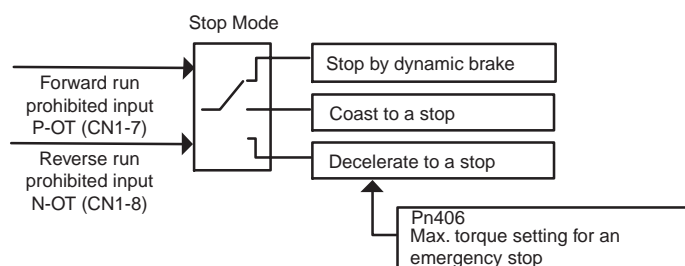 Stop Mode
Forward run
prohibited input
P-OT (CN1-7)
Reverse run
prohibited input
N-OT (CN1-8)
Stop by dynamic brake
Coast to a stop
Decelerate to a stop
Pn406
Max. torque setting for an
emergency stop